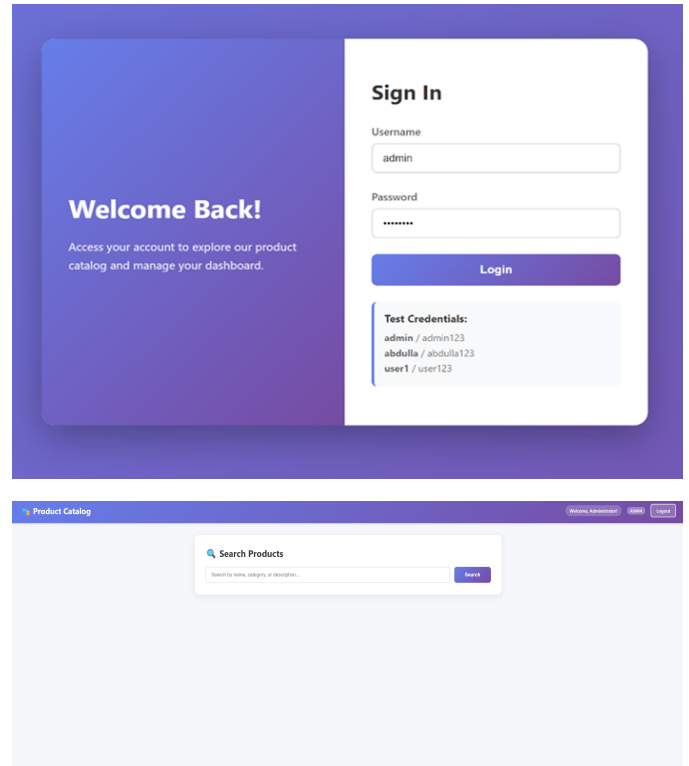 Sign In
Username
admin
Password
••••••••
Login
Welcome Back!
Access your account to explore our product
catalog and manage your dashboard.
Test Credentials:
admin / admin123
abdulla / abdulla123
user1 / user123
Product Catalog
Welcome, Administrator!
ADMIN
Logout
Search Products
Search by name, category, or description...
Search